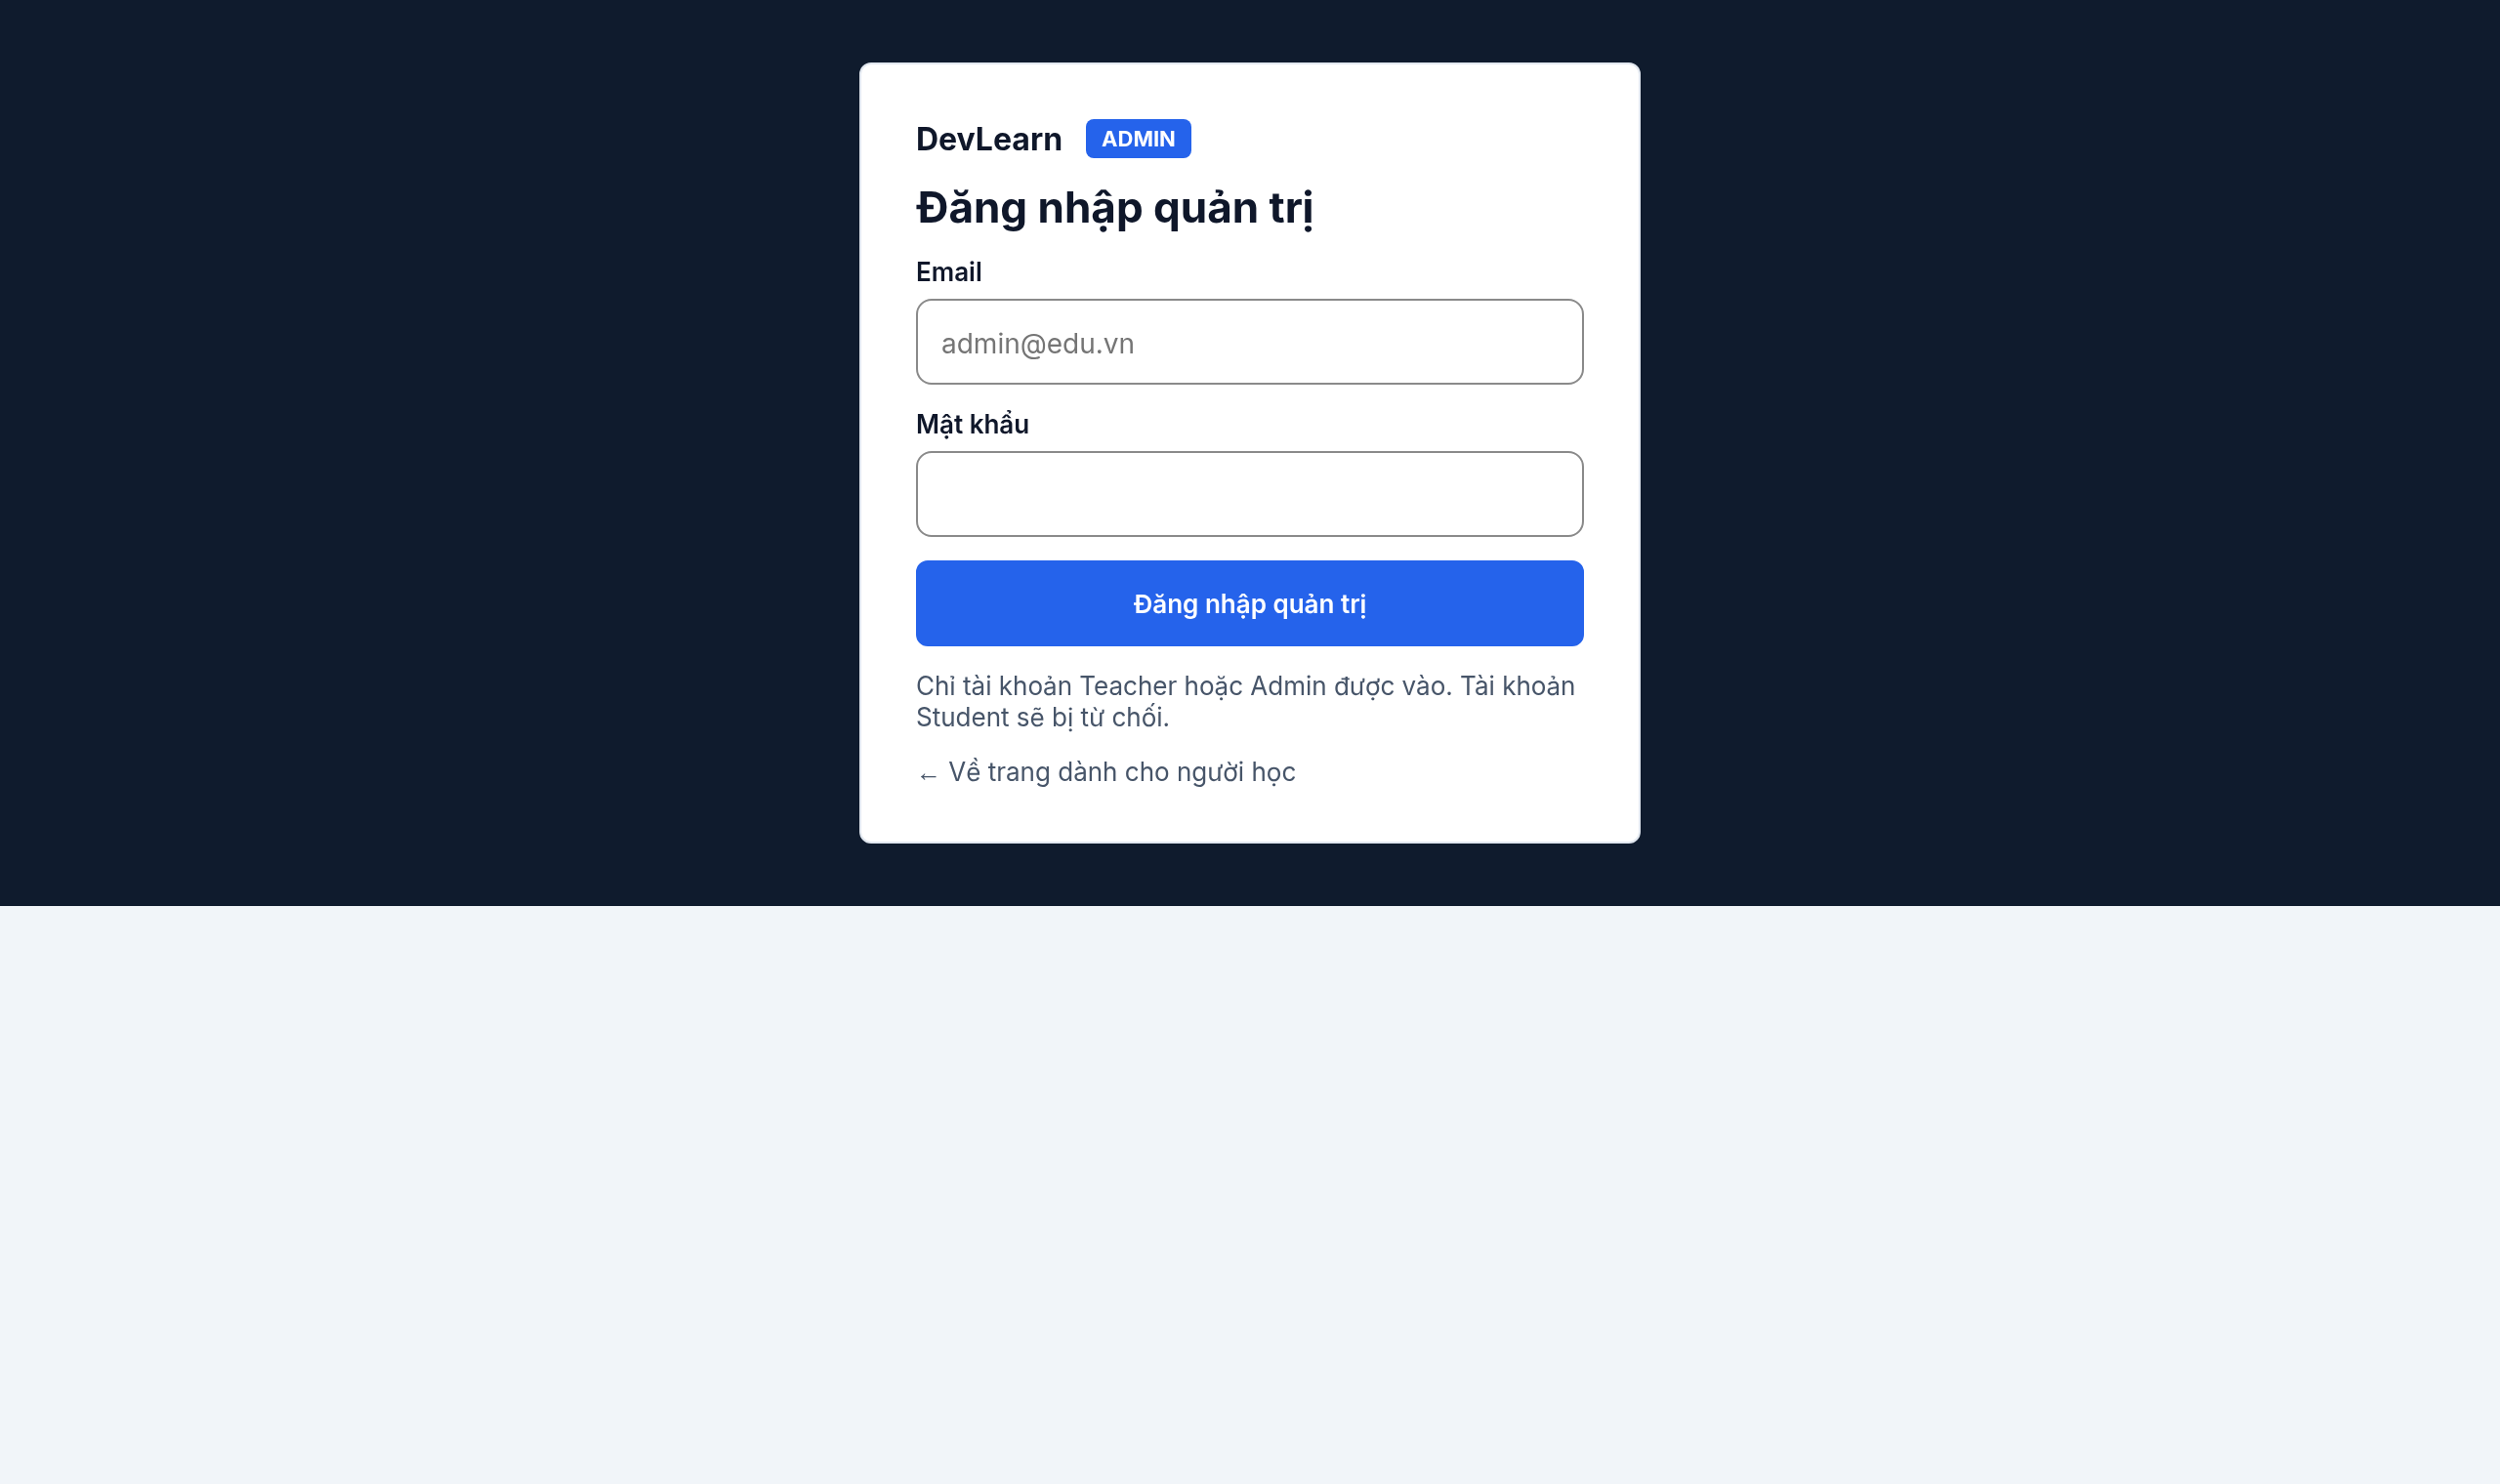 DevLearn ADMIN
Đăng nhập quản trị
Email
admin@edu.vn
Mật khẩu
Đăng nhập quản trị
Chỉ tài khoản Teacher hoặc Admin được vào. Tài khoản
Student sẽ bị từ chối.
← Về trang dành cho người học